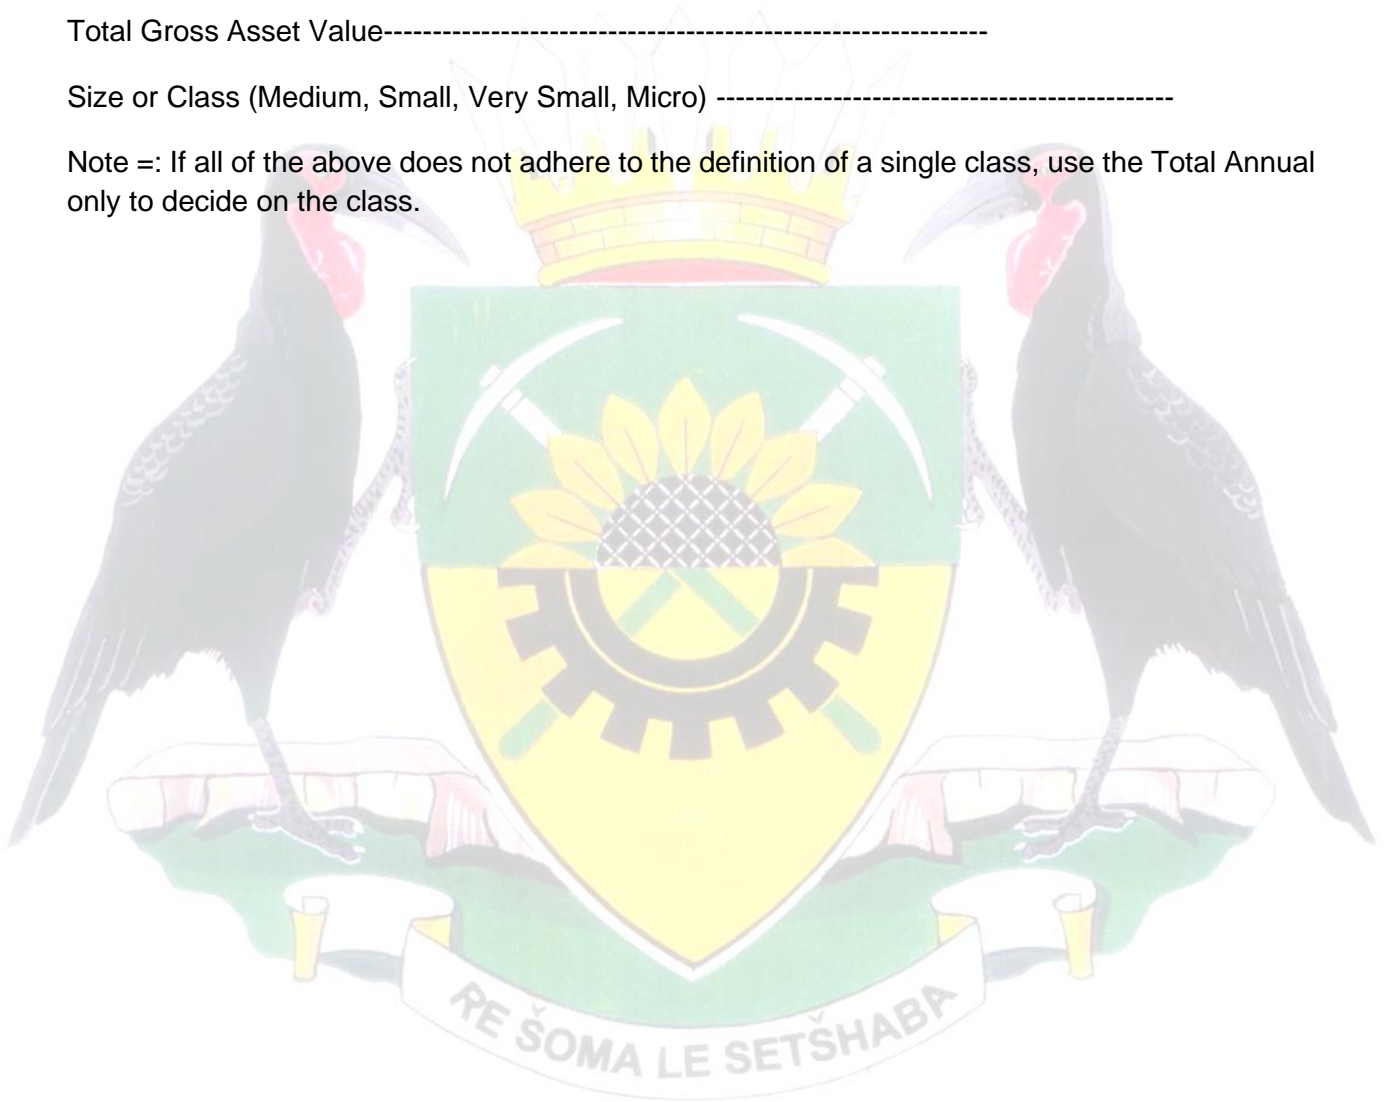 Total Gross Asset Value--------------------------------------------------------------
Size or Class (Medium, Small, Very Small, Micro) -----------------------------------------------
Note =: If all of the above does not adhere to the definition of a single class, use the Total Annual
only to decide on the class.
RE ŠOMA LE SETŠHABA